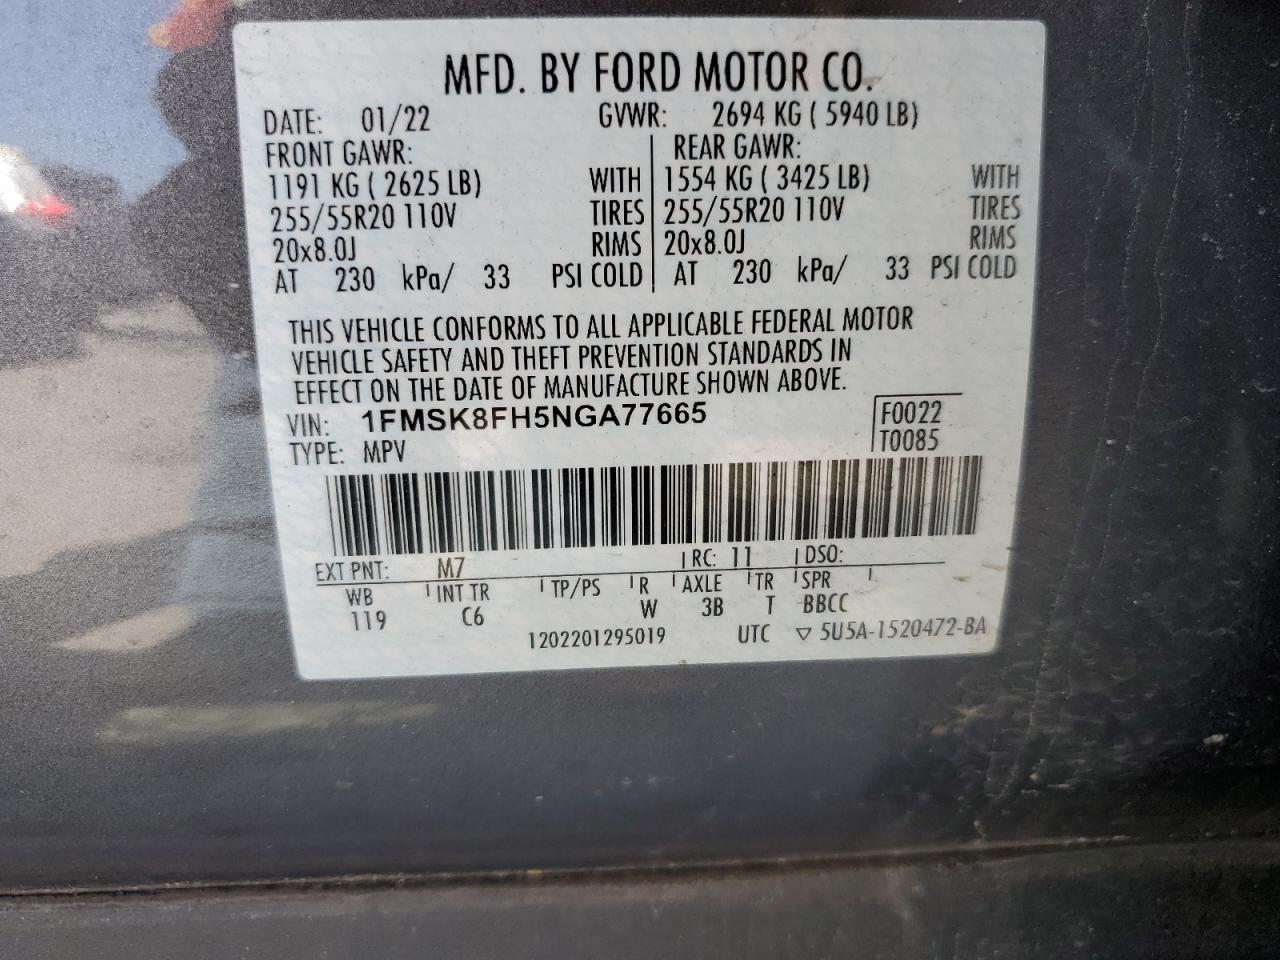 MFD. BY FORD MOTOR CO.
DATE: 01/22 GVWR: 2694 KG ( 5940 LB)
FRONT GAWR: REAR GAWR:
1191 KG ( 2625 LB) WITH 1554 KG ( 3425 LB) WITH
255/55R20 110V TIRES 255/55R20 110V TIRES
20x8.0J RIMS 20x8.0J RIMS
AT 230 kPa/ 33 PSI COLD AT 230 kPa/ 33 PSI COLD
THIS VEHICLE CONFORMS TO ALL APPLICABLE FEDERAL MOTOR
VEHICLE SAFETY AND THEFT PREVENTION STANDARDS IN
EFFECT ON THE DATE OF MANUFACTURE SHOWN ABOVE.
VIN: 1FMSK8FH5NGA77665 F0022
TYPE: MPV T0085
EXT PNT: M7 RC: 11 DSO:
WB INT TR TP/PS R AXLE TR SPR
119 C6 W 3B T BBCC
1202201295019 UTC ▽ 5U5A-1520472-BA